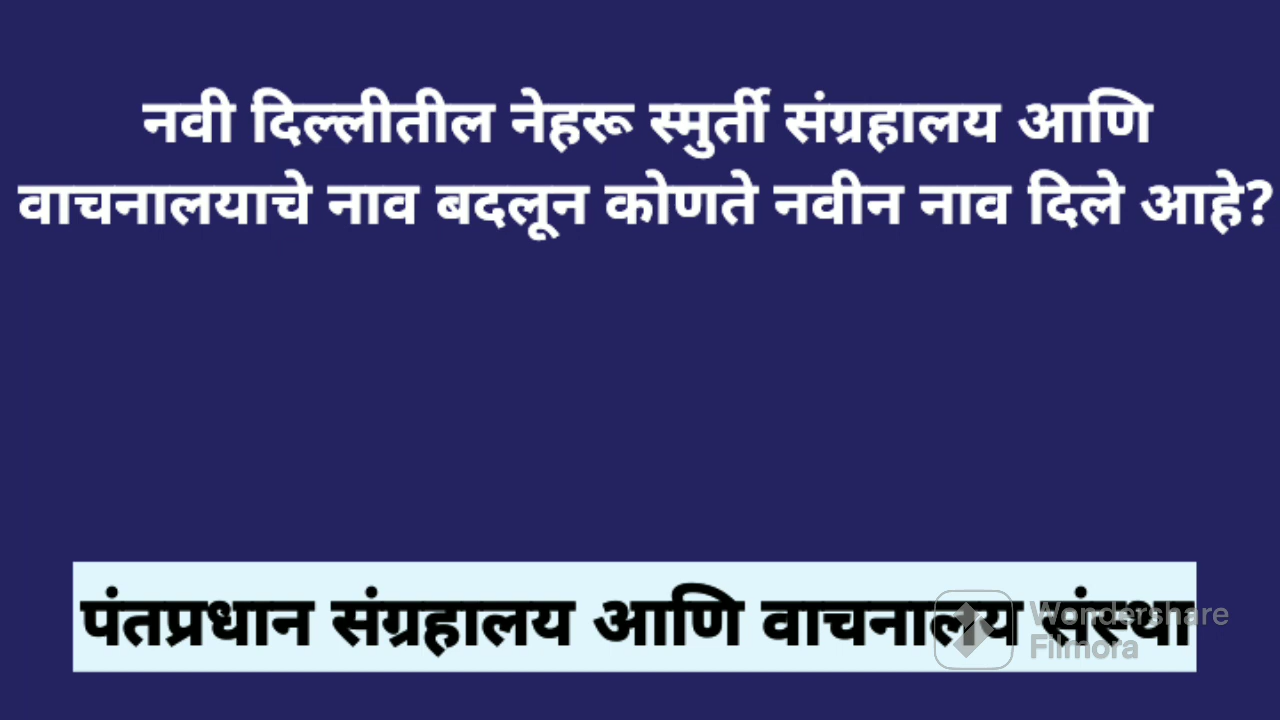 नवी दिल्लीतील नेहरू स्मुर्ती संग्रहालय आणि
वाचनालयाचे नाव बदलून कोणते नवीन नाव दिले आहे?
पंतप्रधान संग्रहालय आणि वाचनालय संस्था
Wondershare
Filmora